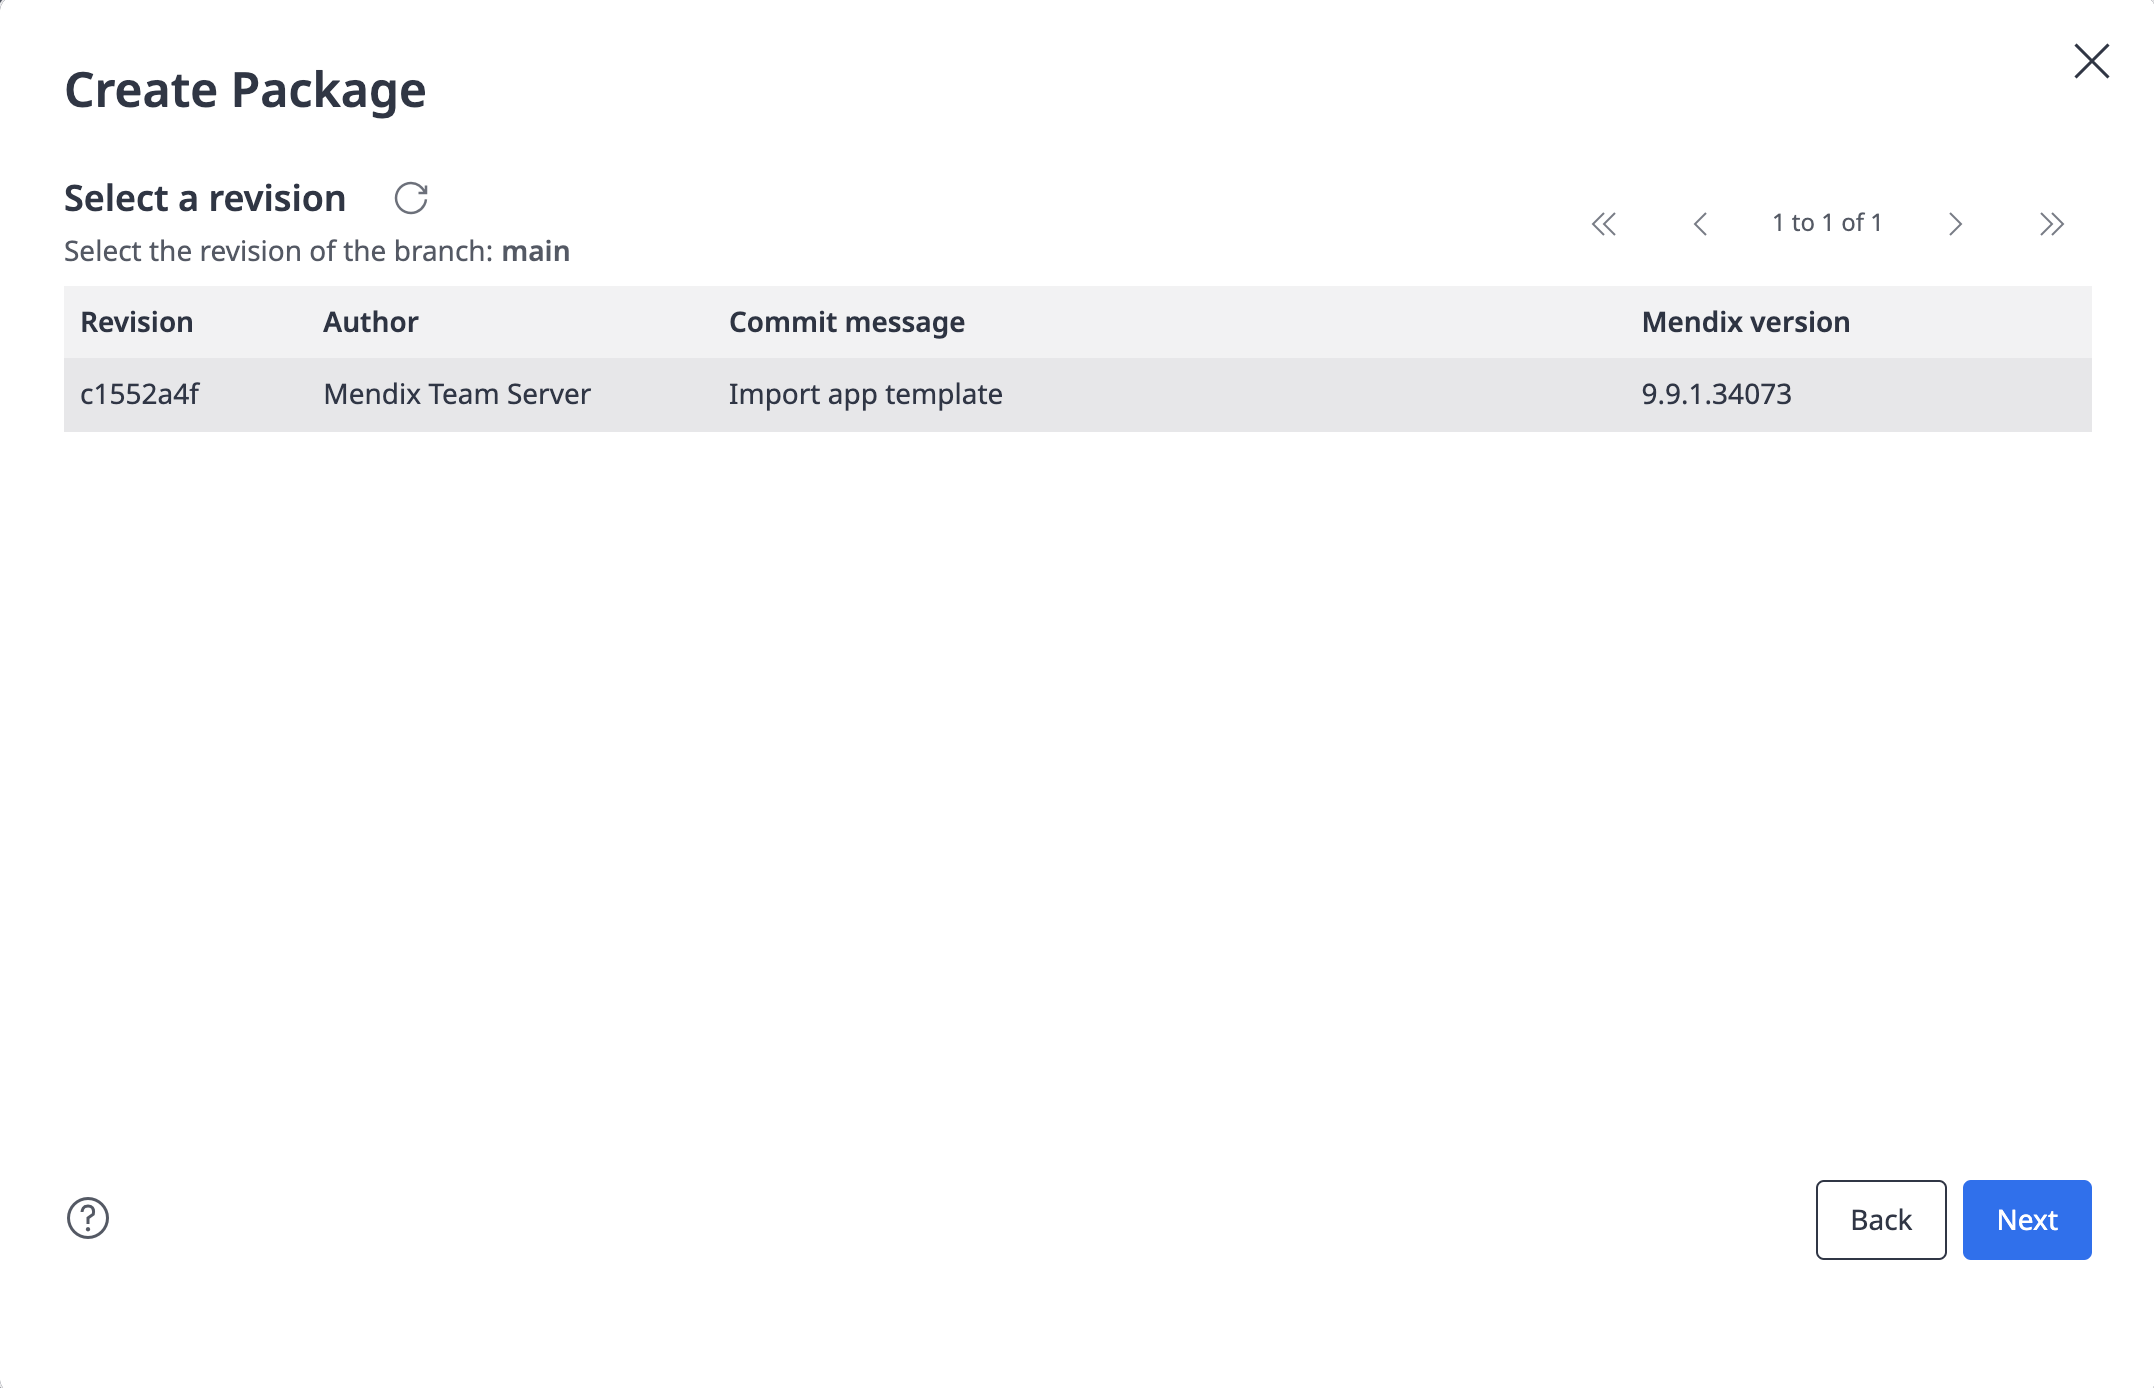 Create Package
Select a revision
Select the revision of the branch: main
1 to 1 of 1
Revision Author Commit message Mendix version
c1552a4f Mendix Team Server Import app template 9.9.1.34073
?
Back Next